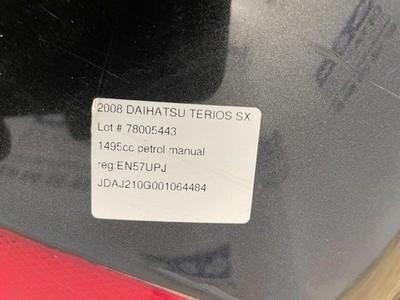 2008 DAIHATSU TERIOS SX
Lot # 78005443
1495cc petrol manual
reg:EN57UPJ
JDAJ210G001064484